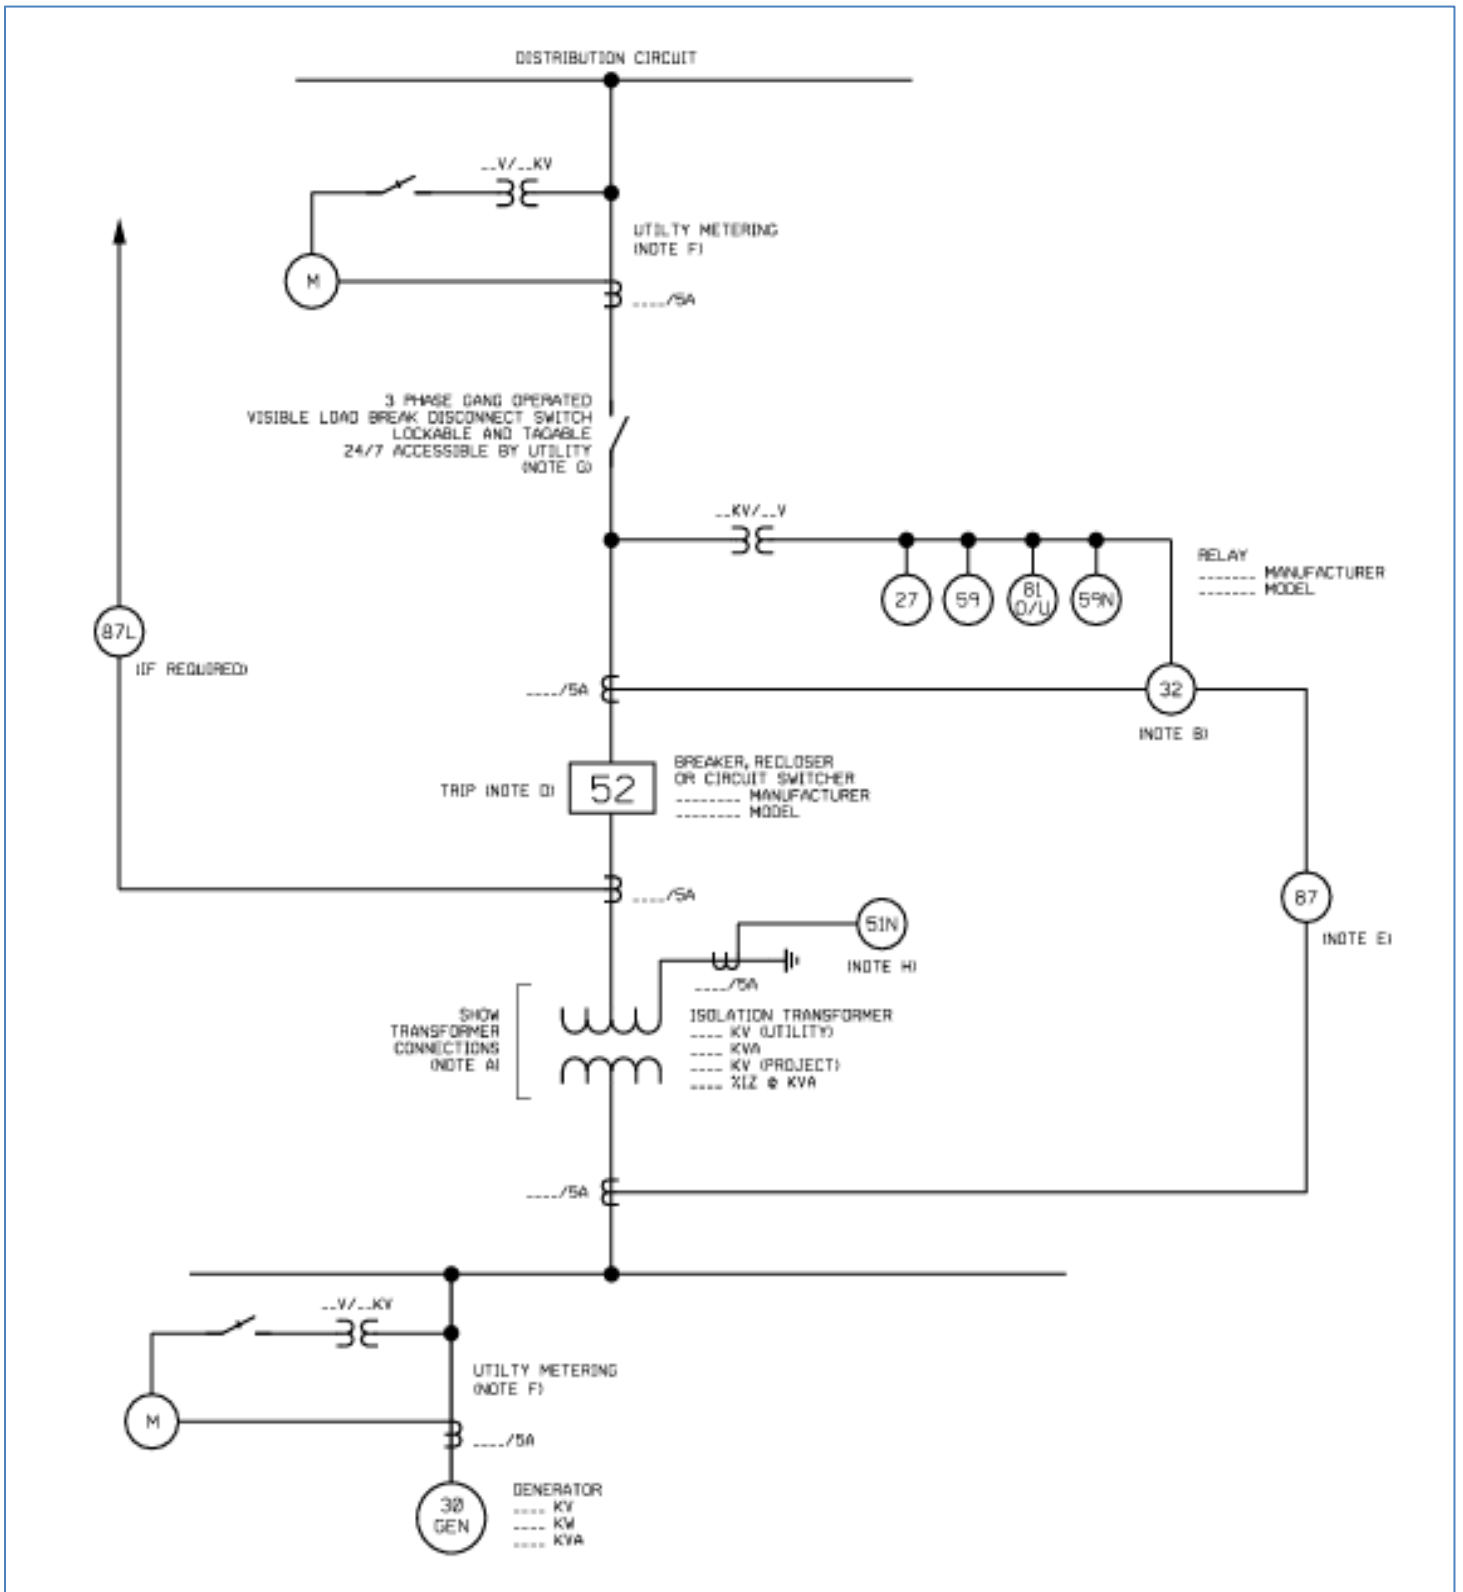 DISTRIBUTION CIRCUIT
__V/__KV
UTILTY METERING
(NOTE F)
M
____/5A
3 PHASE GANG OPERATED
VISIBLE LOAD BREAK DISCONNECT SWITCH
LOCKABLE AND TAGABLE
24/7 ACCESSIBLE BY UTILITY
(NOTE G)
__KV/__V
27
59
81
O/U
59N
RELAY
_______ MANUFACTURER
_______ MODEL
87L
(IF REQUIRED)
____/5A
32
(NOTE B)
TRIP (NOTE D)
52
BREAKER, RECLOSER
OR CIRCUIT SWITCHER
________ MANUFACTURER
________ MODEL
____/5A
87
(NOTE E)
51N
(NOTE H)
____/5A
SHOW
TRANSFORMER
CONNECTIONS
(NOTE A)
ISOLATION TRANSFORMER
____ KV (UTILITY)
____ KVA
____ KV (PROJECT)
____ %IZ @ KVA
____/5A
__V/__KV
UTILTY METERING
(NOTE F)
M
____/5A
30
GEN
GENERATOR
____ KV
____ KW
____ KVA